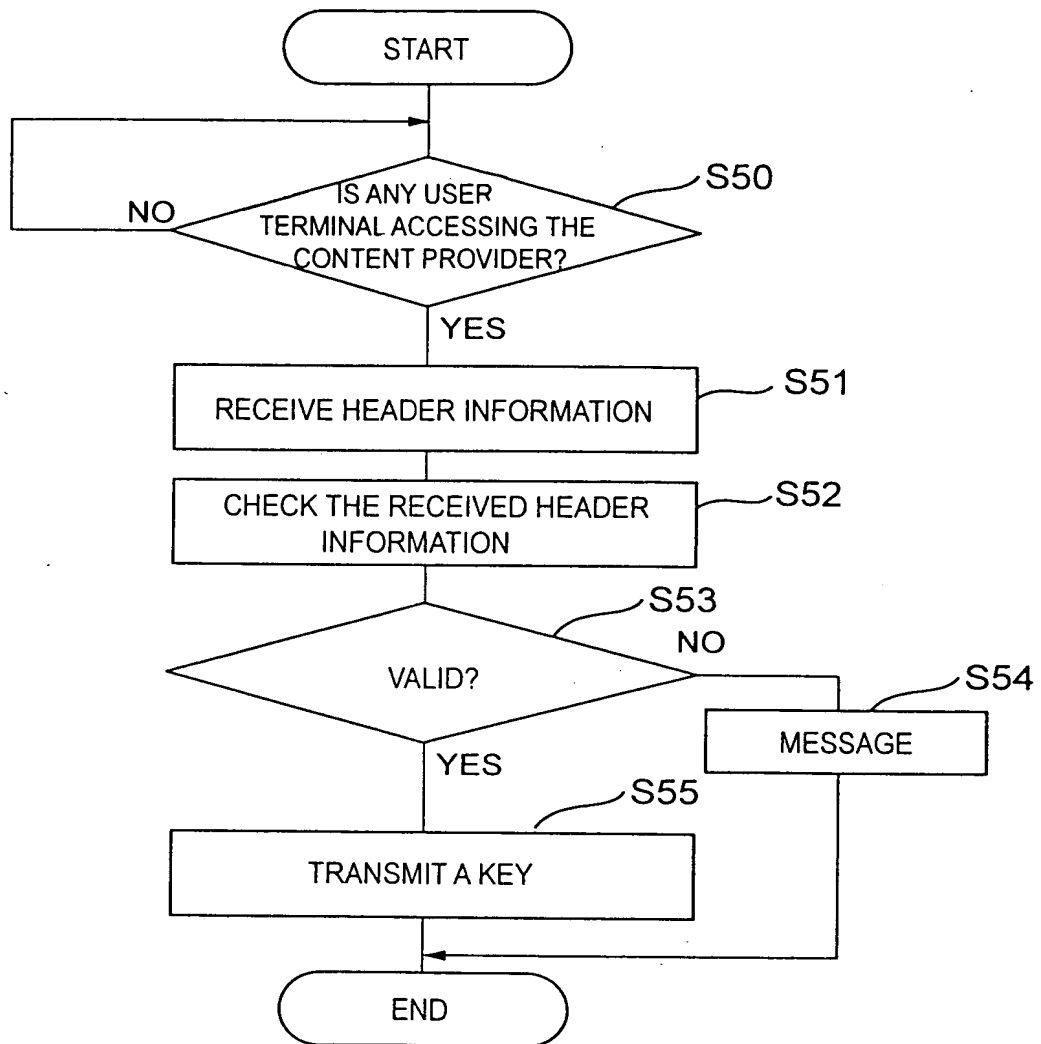 START
S50
IS ANY USER
TERMINAL ACCESSING THE
CONTENT PROVIDER?
NO
YES
S51
RECEIVE HEADER INFORMATION
S52
CHECK THE RECEIVED HEADER
INFORMATION
S53
NO
VALID?
S54
MESSAGE
YES
S55
TRANSMIT A KEY
END